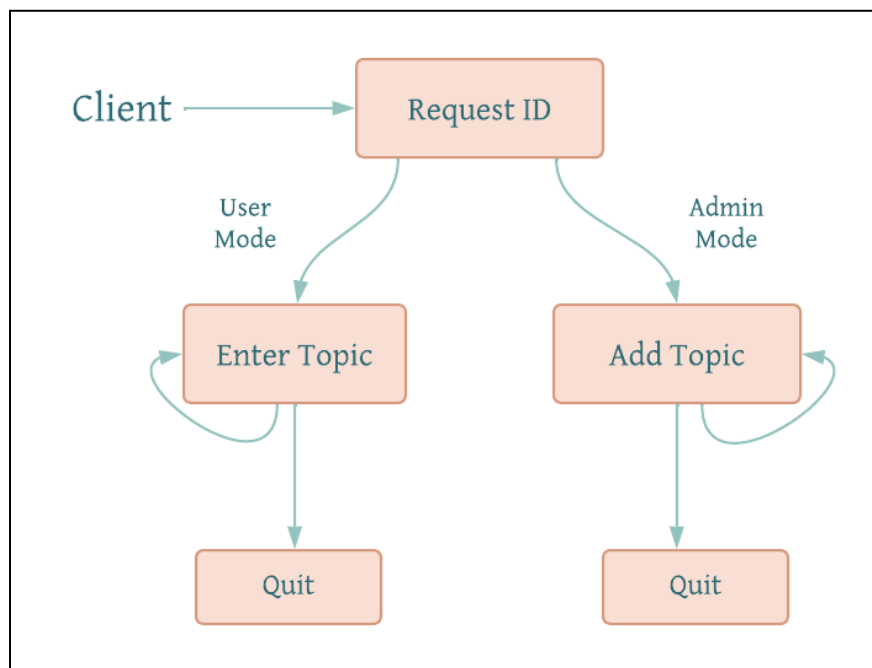 Client
Request ID
User
Mode
Admin
Mode
Enter Topic
Add Topic
Quit
Quit